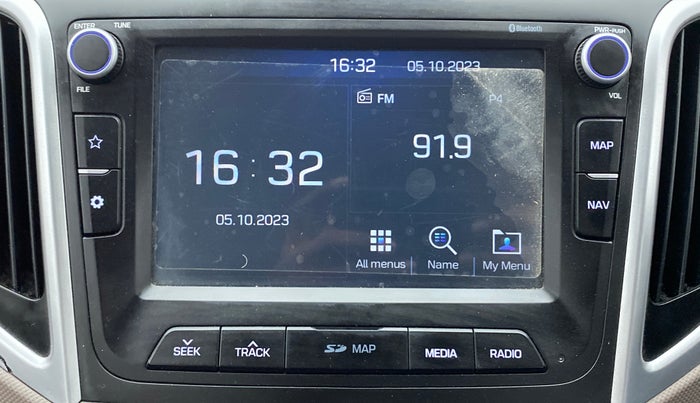 ENTER TUNE
Bluetooth
PWR-PUSH
FILE
VOL
16:32 05.10.2023
FM P4
91.9
16:32
05.10.2023
All menus Name My Menu
MAP
NAV
SEEK TRACK SD MAP MEDIA RADIO